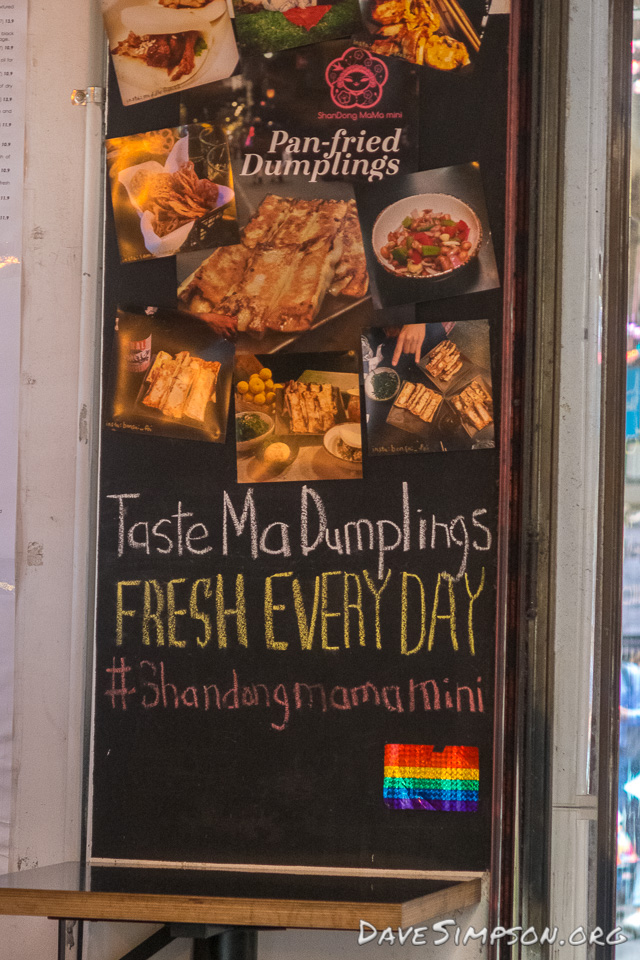 ShanDong MaMa mini
Pan-fried
Dumplings
Taste Ma Dumplings
FRESH EVERY DAY
#Shandongmamamini
DAVESIMPSON.ORG